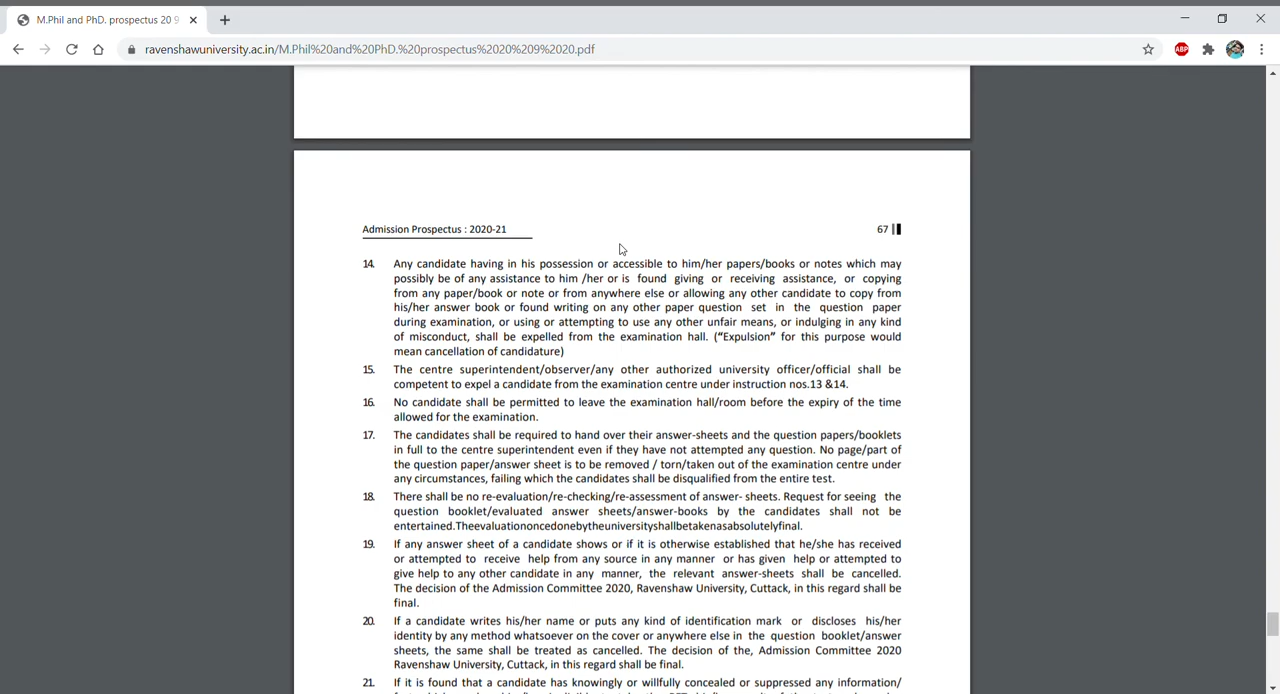 M.Phil and PhD. prospectus 20 9
ravenshawuniversity.ac.in/M.Phil%20and%20PhD.%20prospectus%2020%209%2020.pdf
ABP
Admission Prospectus : 2020-21 67
14. Any candidate having in his possession or accessible to him/her papers/books or notes which may
possibly be of any assistance to him /her or is found giving or receiving assistance, or copying
from any paper/book or note or from anywhere else or allowing any other candidate to copy from
his/her answer book or found writing on any other paper question set in the question paper
during examination, or using or attempting to use any other unfair means, or indulging in any kind
of misconduct, shall be expelled from the examination hall. (“Expulsion” for this purpose would
mean cancellation of candidature)
15. The centre superintendent/observer/any other authorized university officer/official shall be
competent to expel a candidate from the examination centre under instruction nos.13 &14.
16. No candidate shall be permitted to leave the examination hall/room before the expiry of the time
allowed for the examination.
17. The candidates shall be required to hand over their answer-sheets and the question papers/booklets
in full to the centre superintendent even if they have not attempted any question. No page/part of
the question paper/answer sheet is to be removed / torn/taken out of the examination centre under
any circumstances, failing which the candidates shall be disqualified from the entire test.
18. There shall be no re-evaluation/re-checking/re-assessment of answer- sheets. Request for seeing the
question booklet/evaluated answer sheets/answer-books by the candidates shall not be
entertained.Theevaluationoncedonebytheuniversityshallbetakenasabsolutelyfinal.
19. If any answer sheet of a candidate shows or if it is otherwise established that he/she has received
or attempted to receive help from any source in any manner or has given help or attempted to
give help to any other candidate in any manner, the relevant answer-sheets shall be cancelled.
The decision of the Admission Committee 2020, Ravenshaw University, Cuttack, in this regard shall be
final.
20. If a candidate writes his/her name or puts any kind of identification mark or discloses his/her
identity by any method whatsoever on the cover or anywhere else in the question booklet/answer
sheets, the same shall be treated as cancelled. The decision of the, Admission Committee 2020
Ravenshaw University, Cuttack, in this regard shall be final.
21. If it is found that a candidate has knowingly or willfully concealed or suppressed any information/